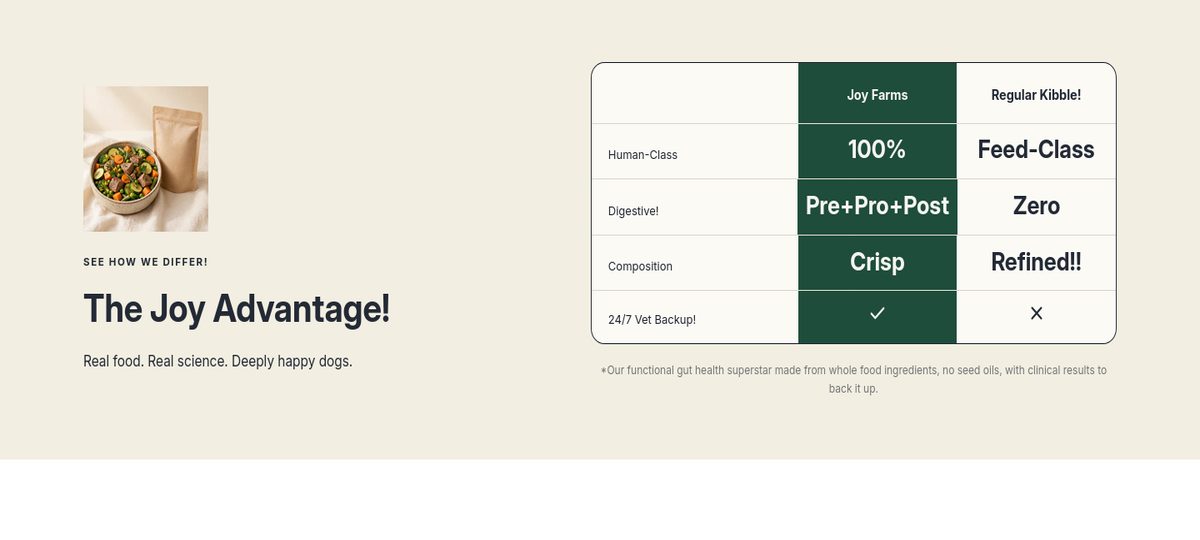 SEE HOW WE DIFFER!
The Joy Advantage!
Real food. Real science. Deeply happy dogs.
Joy Farms Regular Kibble!
Human-Class 100% Feed-Class
Digestive! Pre+Pro+Post Zero
Composition Crisp Refined!!
24/7 Vet Backup! ✓ ✕
*Our functional gut health superstar made from whole food ingredients, no seed oils, with clinical results to
back it up.